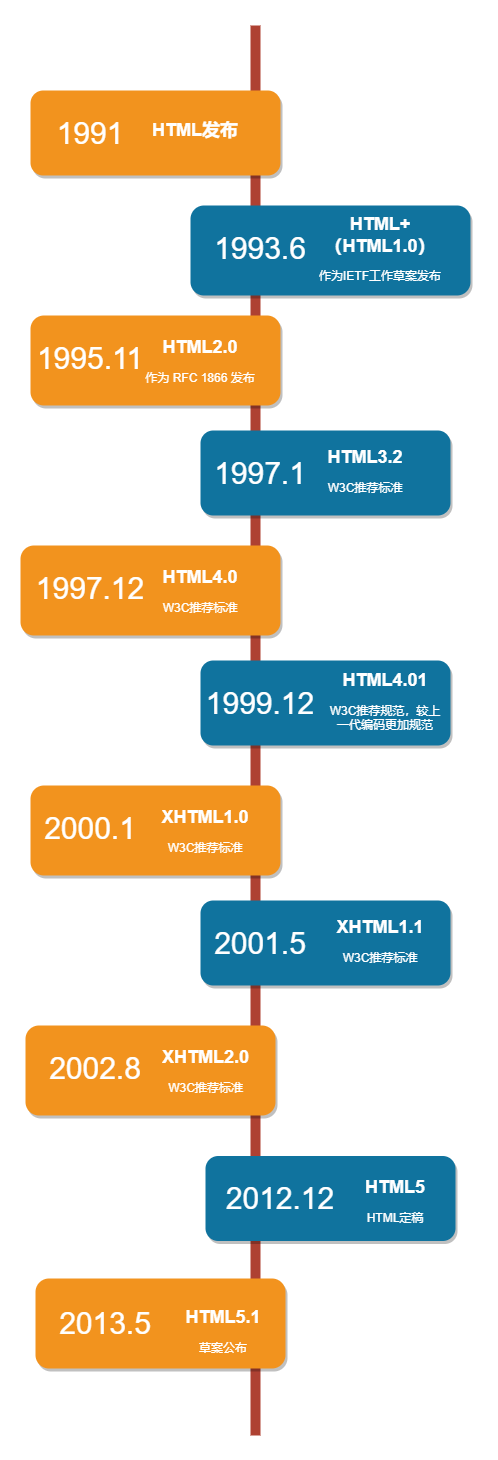 1991
HTML发布
1993.6
HTML+
（HTML1.0）
作为IETF工作草案发布
1995.11
HTML2.0
作为 RFC 1866 发布
1997.1
HTML3.2
W3C推荐标准
1997.12
HTML4.0
W3C推荐标准
1999.12
HTML4.01
W3C推荐规范，较上
一代编码更加规范
2000.1
XHTML1.0
W3C推荐标准
2001.5
XHTML1.1
W3C推荐标准
2002.8
XHTML2.0
W3C推荐标准
2012.12
HTML5
HTML定稿
2013.5
HTML5.1
草案公布